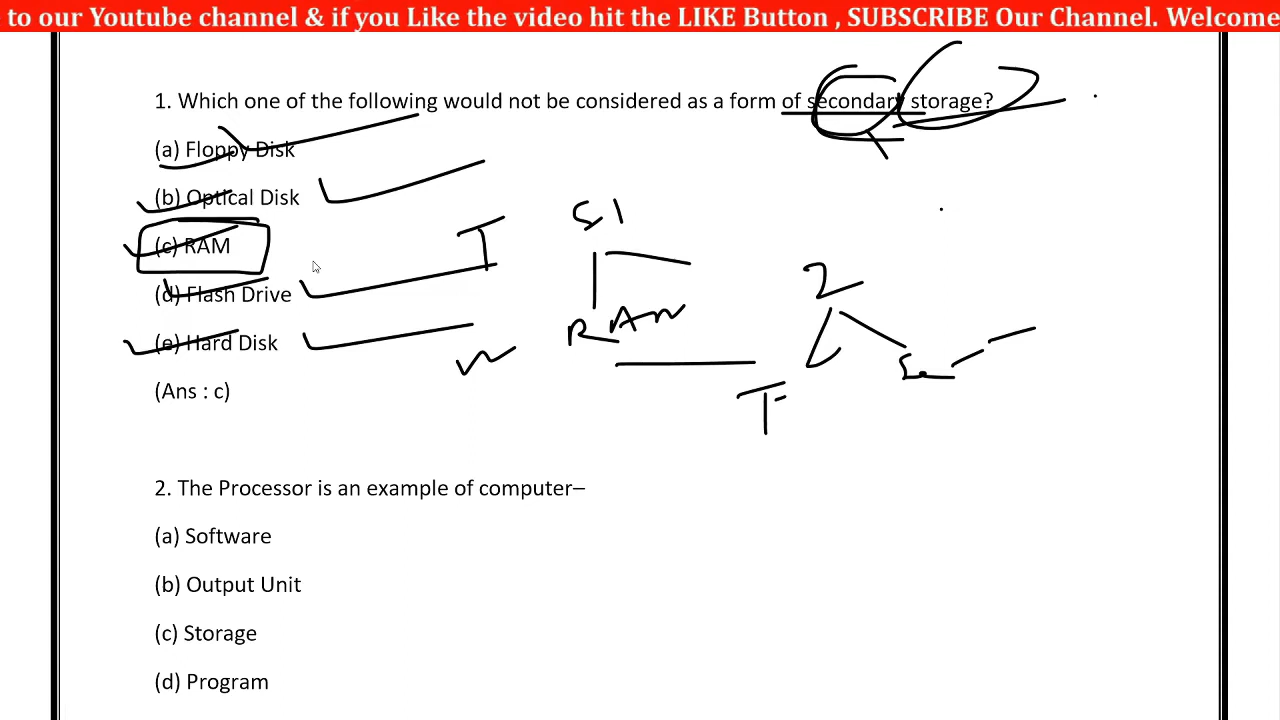 to our Youtube channel & if you Like the video hit the LIKE Button , SUBSCRIBE Our Channel. Welcome
1. Which one of the following would not be considered as a form of secondary storage?
(a) Floppy Disk
(b) Optical Disk
(c) RAM
(d) Flash Drive
(e) Hard Disk
(Ans : c)
RAM
2
T
2. The Processor is an example of computer–
(a) Software
(b) Output Unit
(c) Storage
(d) Program